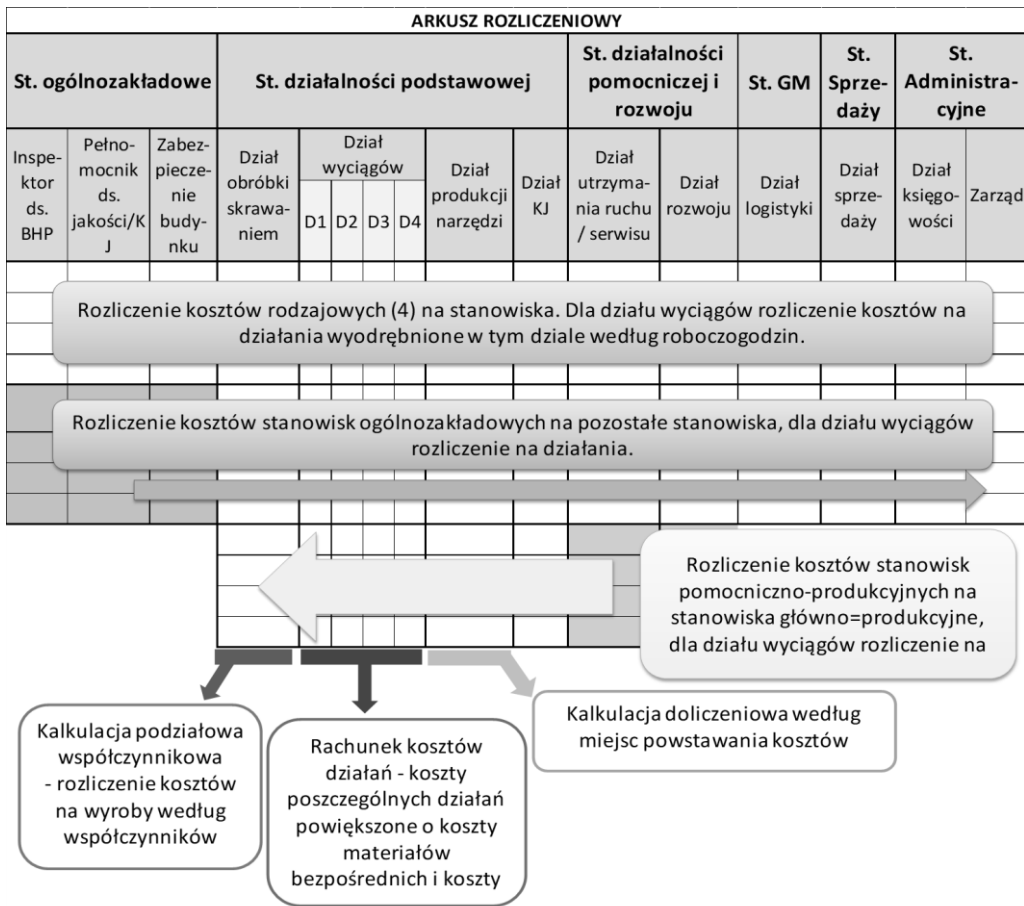 ARKUSZ ROZLICZENIOWY
St. ogólnozakładowe
St. działalności podstawowej
St. działalności
pomocniczej i
rozwoju
St. GM
St.
Sprze-
daży
St.
Administra-
cyjne
Inspe-
ktor
ds.
BHP
Pełno-
mocnik
ds.
jakości/K
J
Zabez-
pieczenie
budy-
nku
Dział
obróbki
skrawa-
niem
Dział
wyciągów
D1
D2
D3
D4
Dział
produkcji
narzędzi
Dział
KJ
Dział
utrzyma-
nia ruchu
/ serwisu
Dział
rozwoju
Dział
logistyki
Dział
sprze-
daży
Dział
księgo-
wości
Zarząd
Rozliczenie kosztów rodzajowych (4) na stanowiska. Dla działu wyciągów rozliczenie kosztów na
działania wyodrębnione w tym dziale według roboczogodzin.
Rozliczenie kosztów stanowisk ogólnozakładowych na pozostałe stanowiska, dla działu wyciągów
rozliczenie na działania.
Rozliczenie kosztów stanowisk
pomocniczno-produkcyjnych na
stanowiska główno=produkcyjne,
dla działu wyciągów rozliczenie na
Kalkulacja podziałowa
współczynnikowa
- rozliczenie kosztów
na wyroby według
współczynników
Rachunek kosztów
działań - koszty
poszczególnych działań
powiększone o koszty
materiałów
bezpośrednich i koszty
Kalkulacja doliczeniowa według
miejsc powstawania kosztów